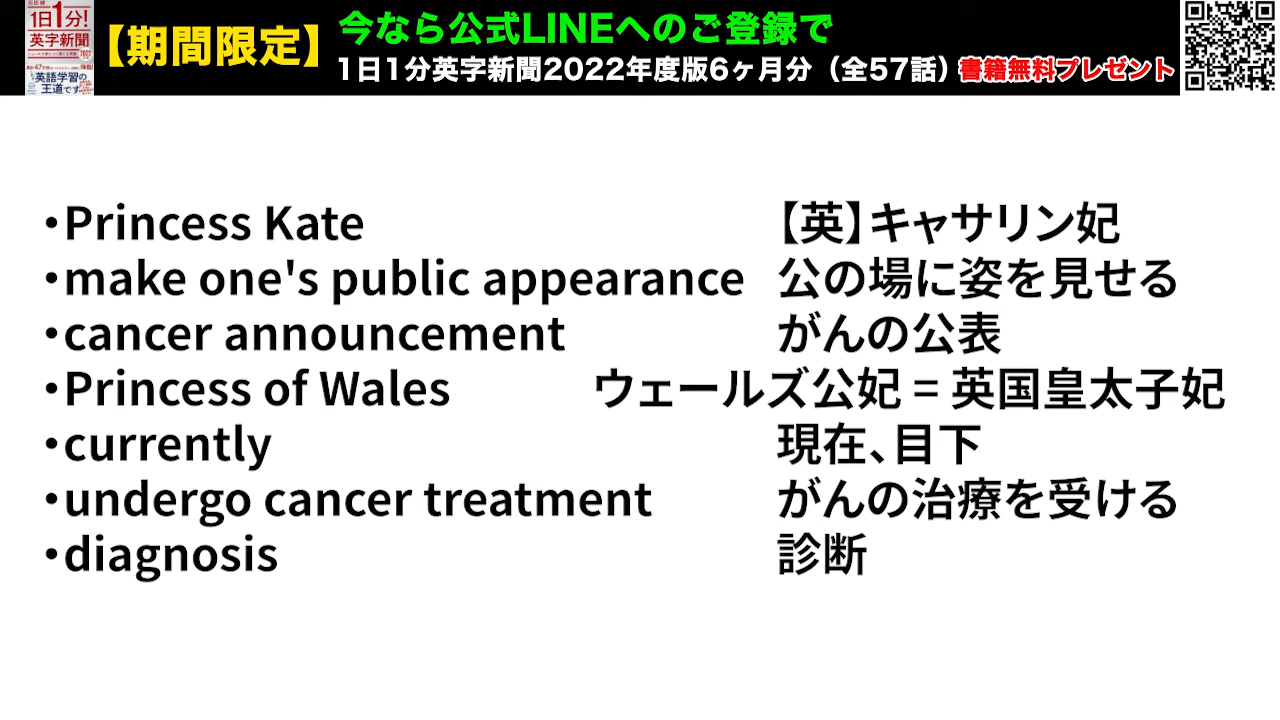 1日1分!
英字新聞
英語学習の
王道です
【期間限定】
今なら公式LINEへのご登録で
1日1分英字新聞2022年度版6ヶ月分（全57話）書籍無料プレゼント
・Princess Kate 【英】キャサリン妃
・make one's public appearance 公の場に姿を見せる
・cancer announcement がんの公表
・Princess of Wales ウェールズ公妃 = 英国皇太子妃
・currently 現在、目下
・undergo cancer treatment がんの治療を受ける
・diagnosis 診断